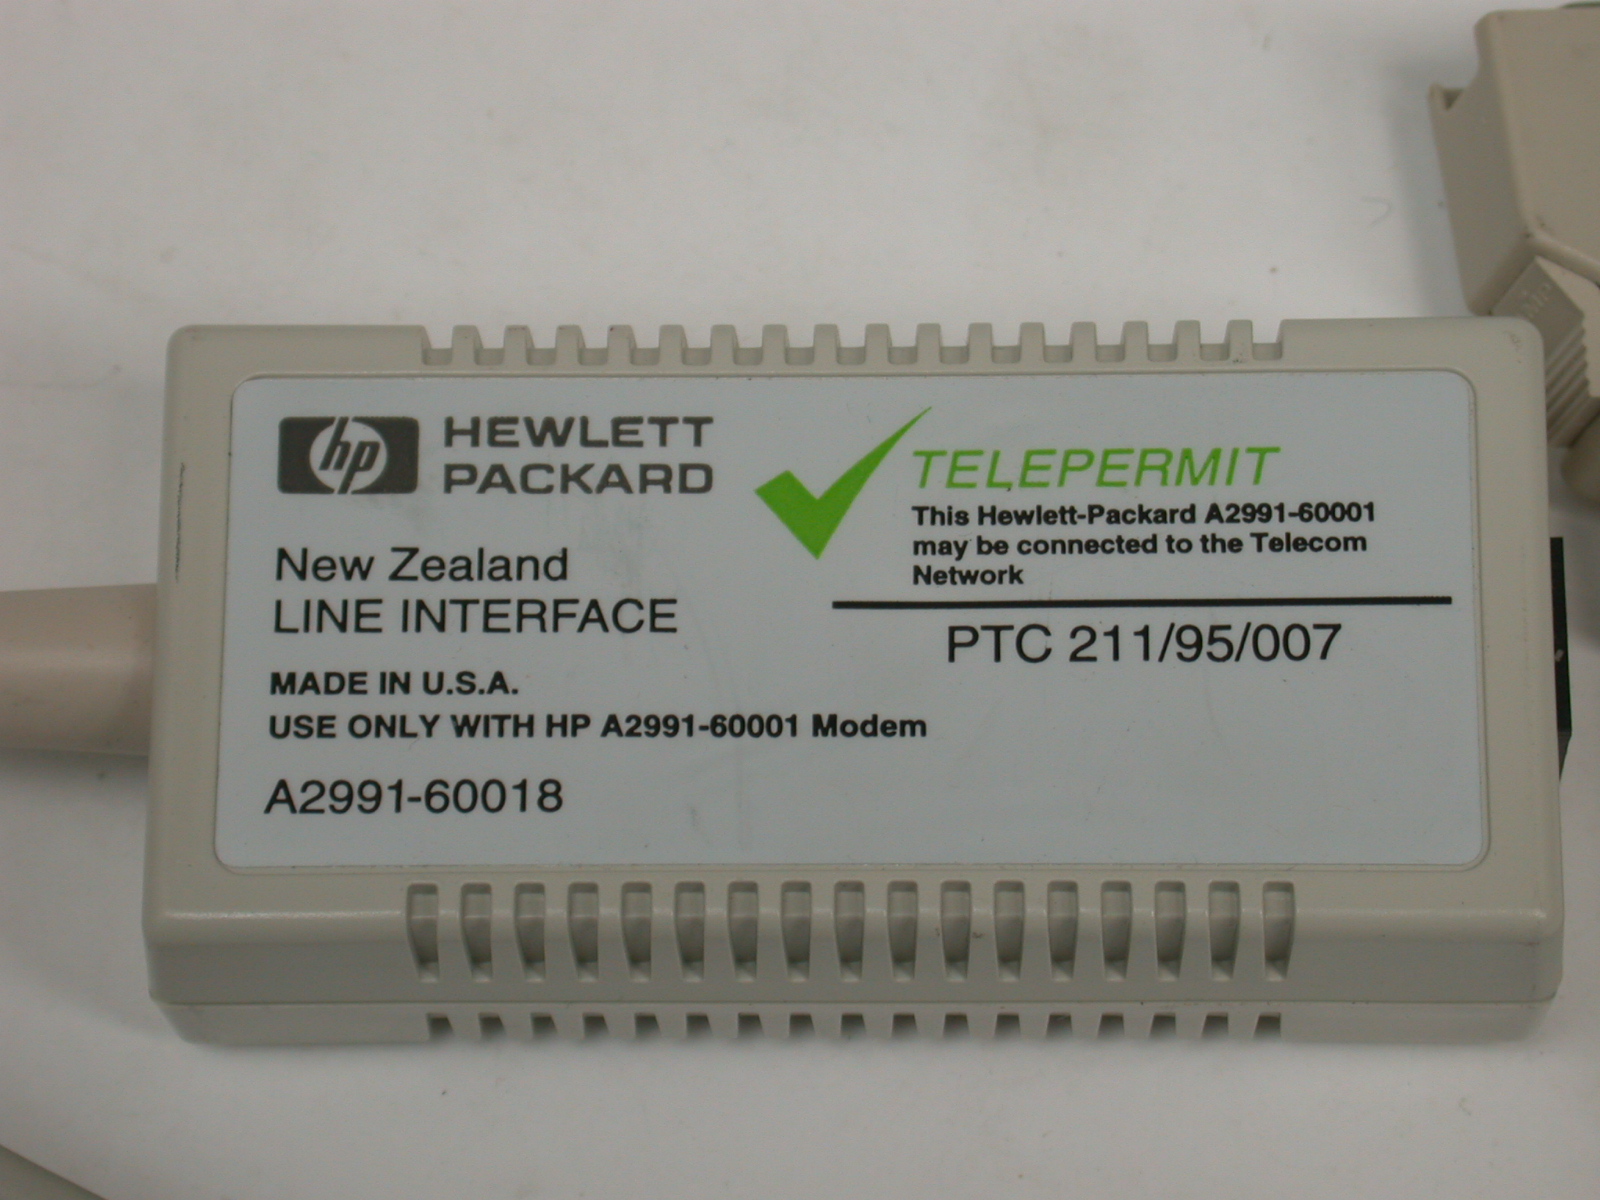 hp HEWLETT
PACKARD
New Zealand
LINE INTERFACE
MADE IN U.S.A.
USE ONLY WITH HP A2991-60001 Modem
A2991-60018
TELEPERMIT
This Hewlett-Packard A2991-60001
may be connected to the Telecom
Network
PTC 211/95/007